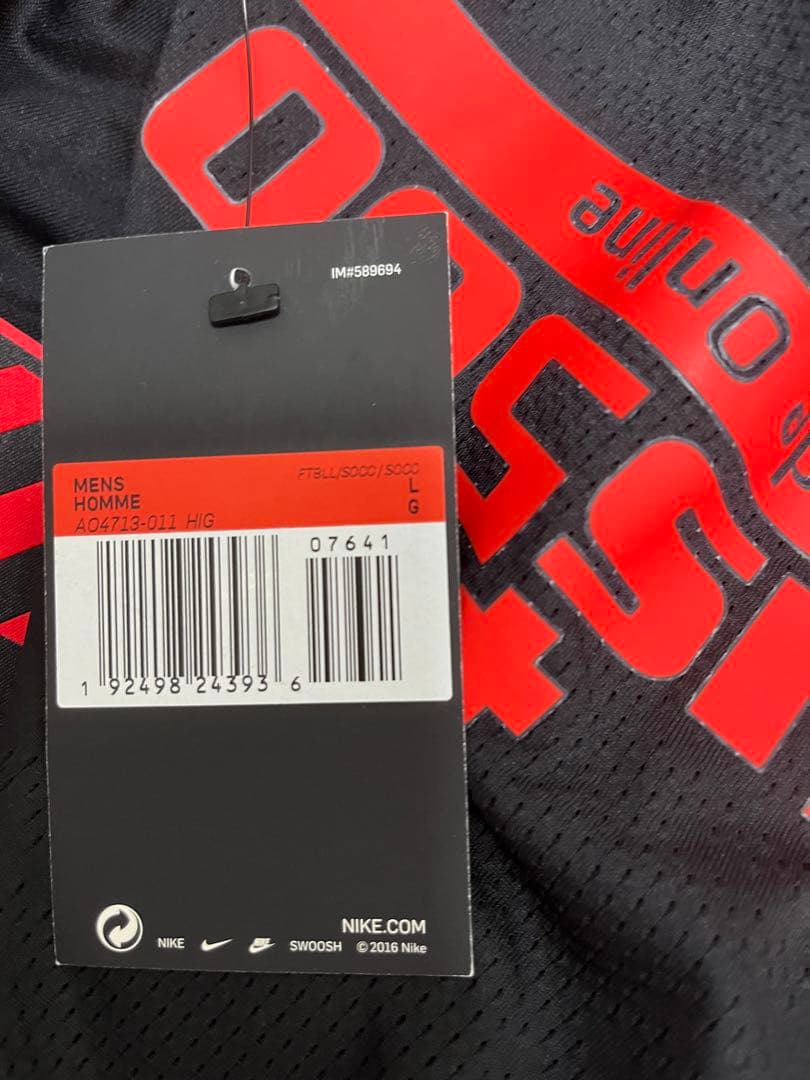 online
IM#589694
MENS
HOMME
FTBLL/SOCC/.SOCC
L
G
AO4713-011 HIG
07641
1 92498 24393 6
NIKE.COM
NIKE SWOOSH © 2016 Nike